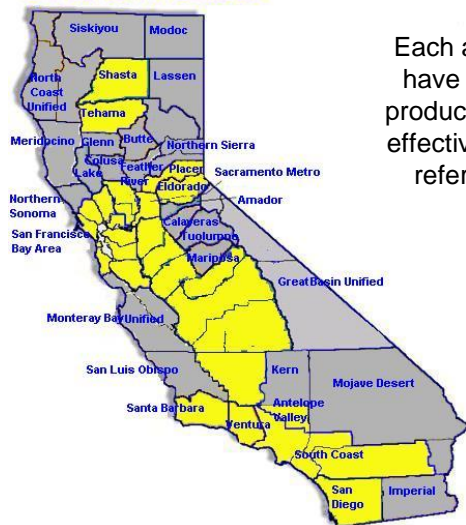 Siskiyou
Modoc
Each a
have
produc
effectiv
refer
North
Coast
Unified
Shasta
Lassen
Tehama
Meridocino
Glenn
Butte
Northern Sierra
Colusa
Lake
Feather
River
Placer
Sacramento Metro
Eldorado
Amador
Northern
Sonoma
Calaveras
Tuolumne
San Francisco
Bay Area
Mariposa
Great Basin Unified
Monteray Bay Unified
San Luis Obispo
Kern
Mojave Desert
Santa Barbara
Antelope
Valley
Ventura
South Coast
San
Diego
Imperial